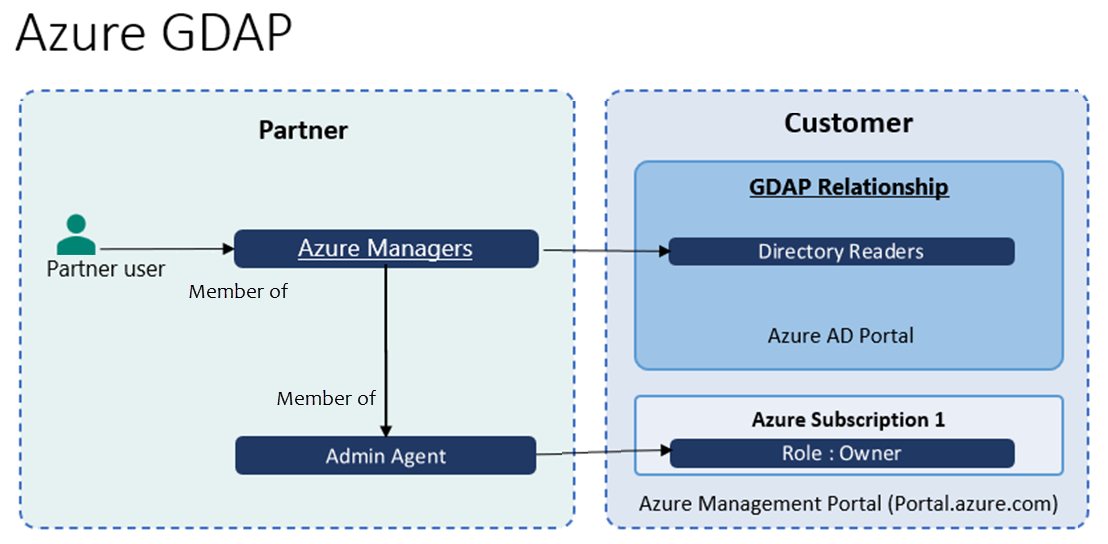 Azure GDAP
Partner
Customer
GDAP Relationship
Azure Managers
Directory Readers
Partner user
Member of
Azure AD Portal
Member of
Azure Subscription 1
Admin Agent
Role : Owner
Azure Management Portal (Portal.azure.com)